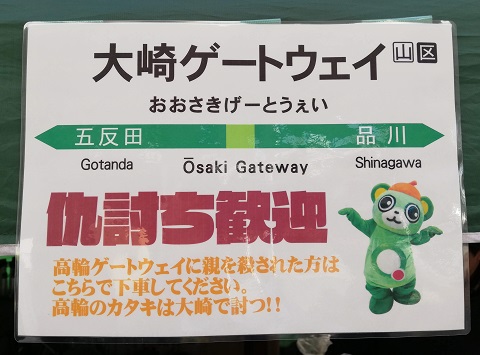 大崎ゲートウェイ 山 区
おおさきげーとうぇい
五反田 品川
Gotanda Ōsaki Gateway Shinagawa
仇討ち歓迎
高輪ゲートウェイに親を殺された方は
こちらで下車してください。
高輪のカタキは大崎で討つ!!